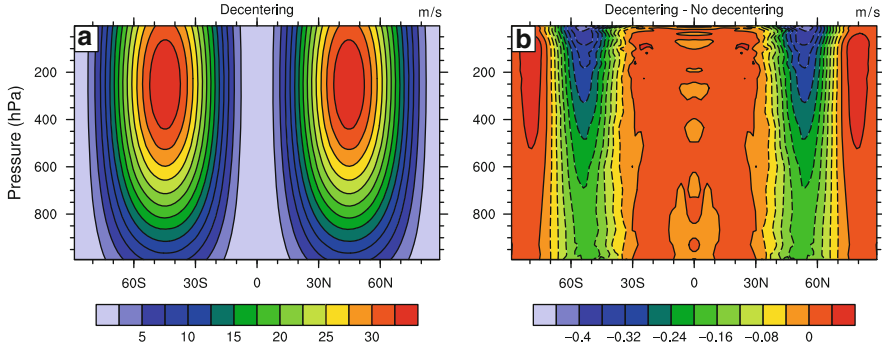 Decentering
m/s
Decentering - No decentering
m/s
a
b
Pressure (hPa)
200
400
600
800
200
400
600
800
60S
30S
0
30N
60N
60S
30S
0
30N
60N
5
10
15
20
25
30
−0.4
−0.32
−0.24
−0.16
−0.08
0